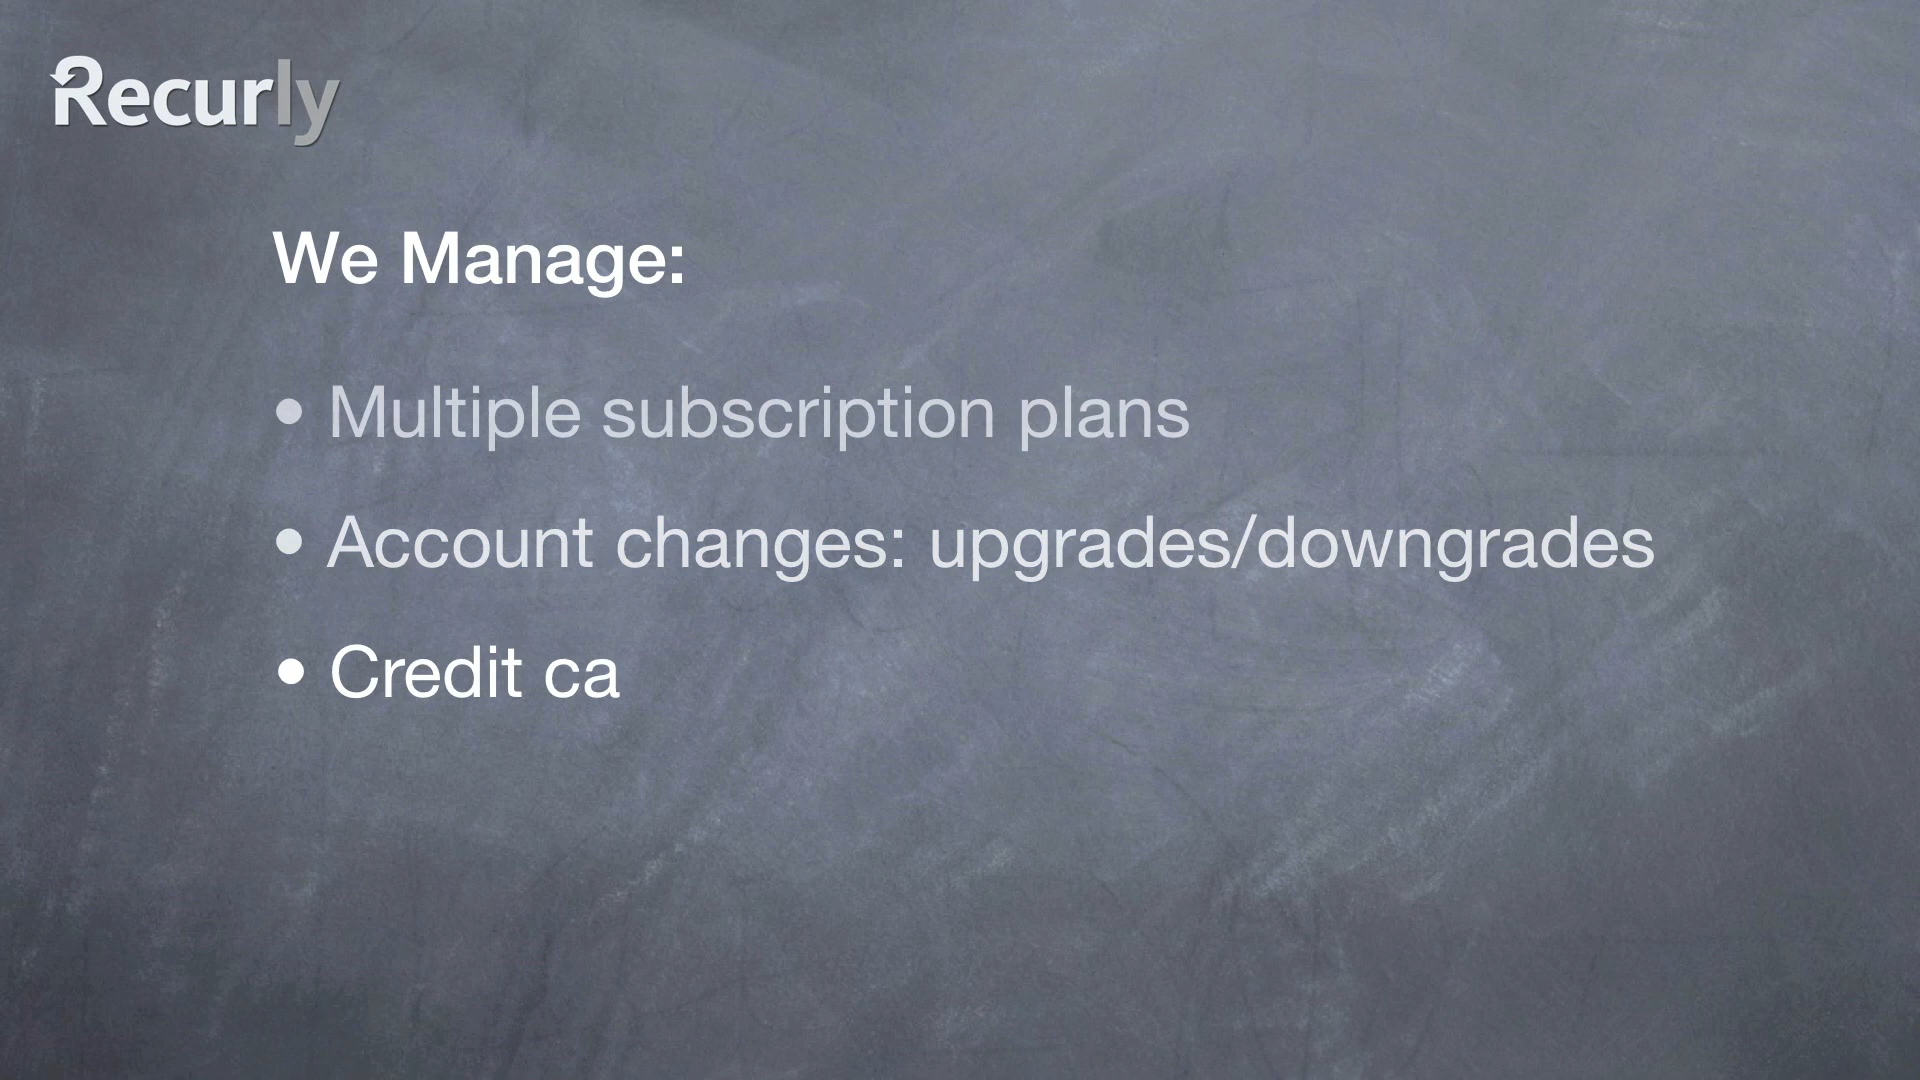 Recurly
We Manage:
• Multiple subscription plans
• Account changes: upgrades/downgrades
• Credit ca